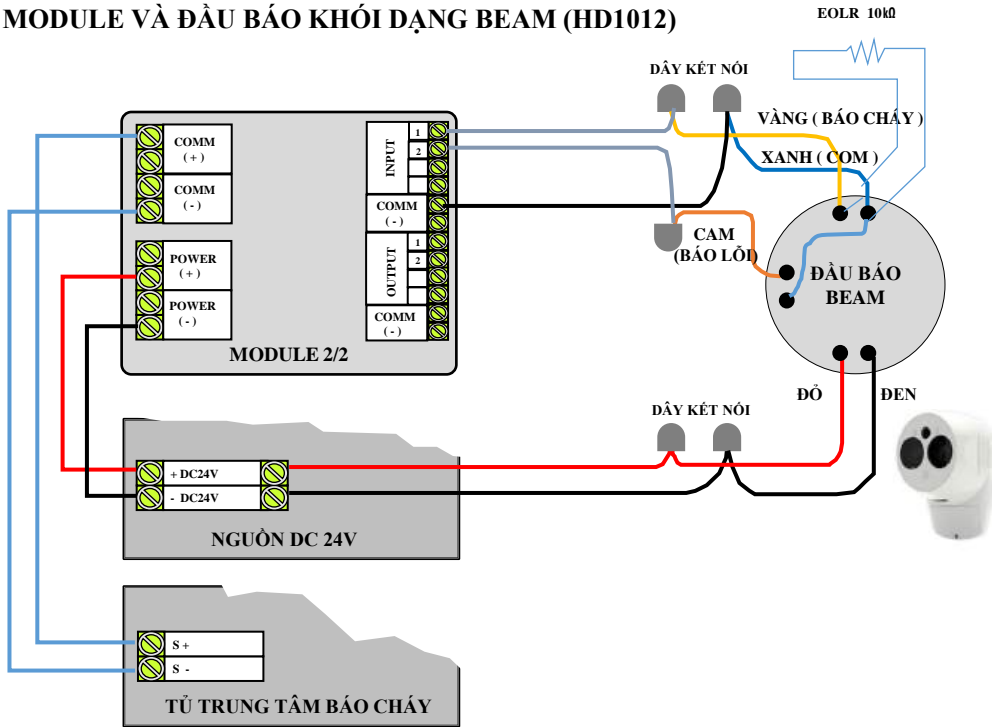 MODULE VÀ ĐẦU BÁO KHÓI DẠNG BEAM (HD1012)
EOLR 10kΩ
DÂY KẾT NỐI
VÀNG ( BÁO CHÁY )
XANH ( COM )
COMM
( + )
COMM
( - )
POWER
( + )
POWER
( - )
INPUT
1
2
COMM
( - )
OUTPUT
1
2
COMM
( - )
MODULE 2/2
CAM
(BÁO LỖI)
ĐẦU BÁO
BEAM
ĐỎ
ĐEN
DÂY KẾT NỐI
+ DC24V
- DC24V
NGUỒN DC 24V
S +
S -
TỦ TRUNG TÂM BÁO CHÁY